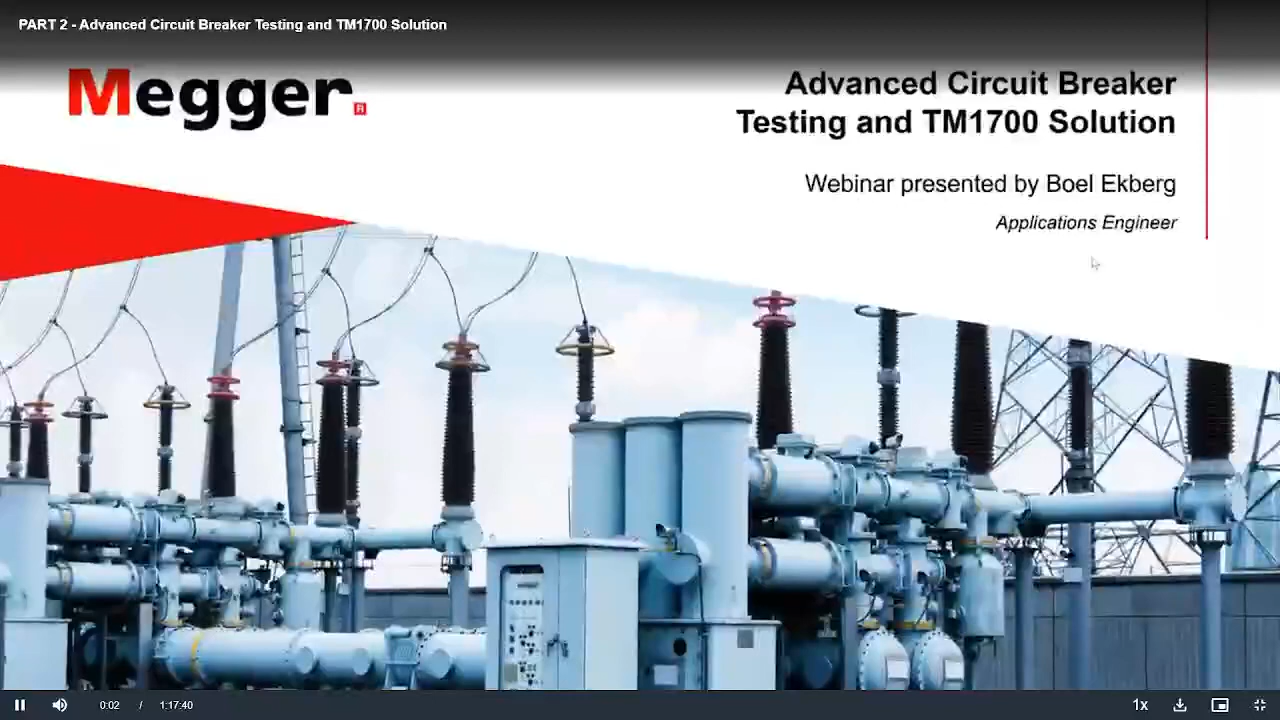 PART 2 - Advanced Circuit Breaker Testing and TM1700 Solution
Megger.
Advanced Circuit Breaker
Testing and TM1700 Solution
Webinar presented by Boel Ekberg
Applications Engineer
0:02 / 1:17:40
1x